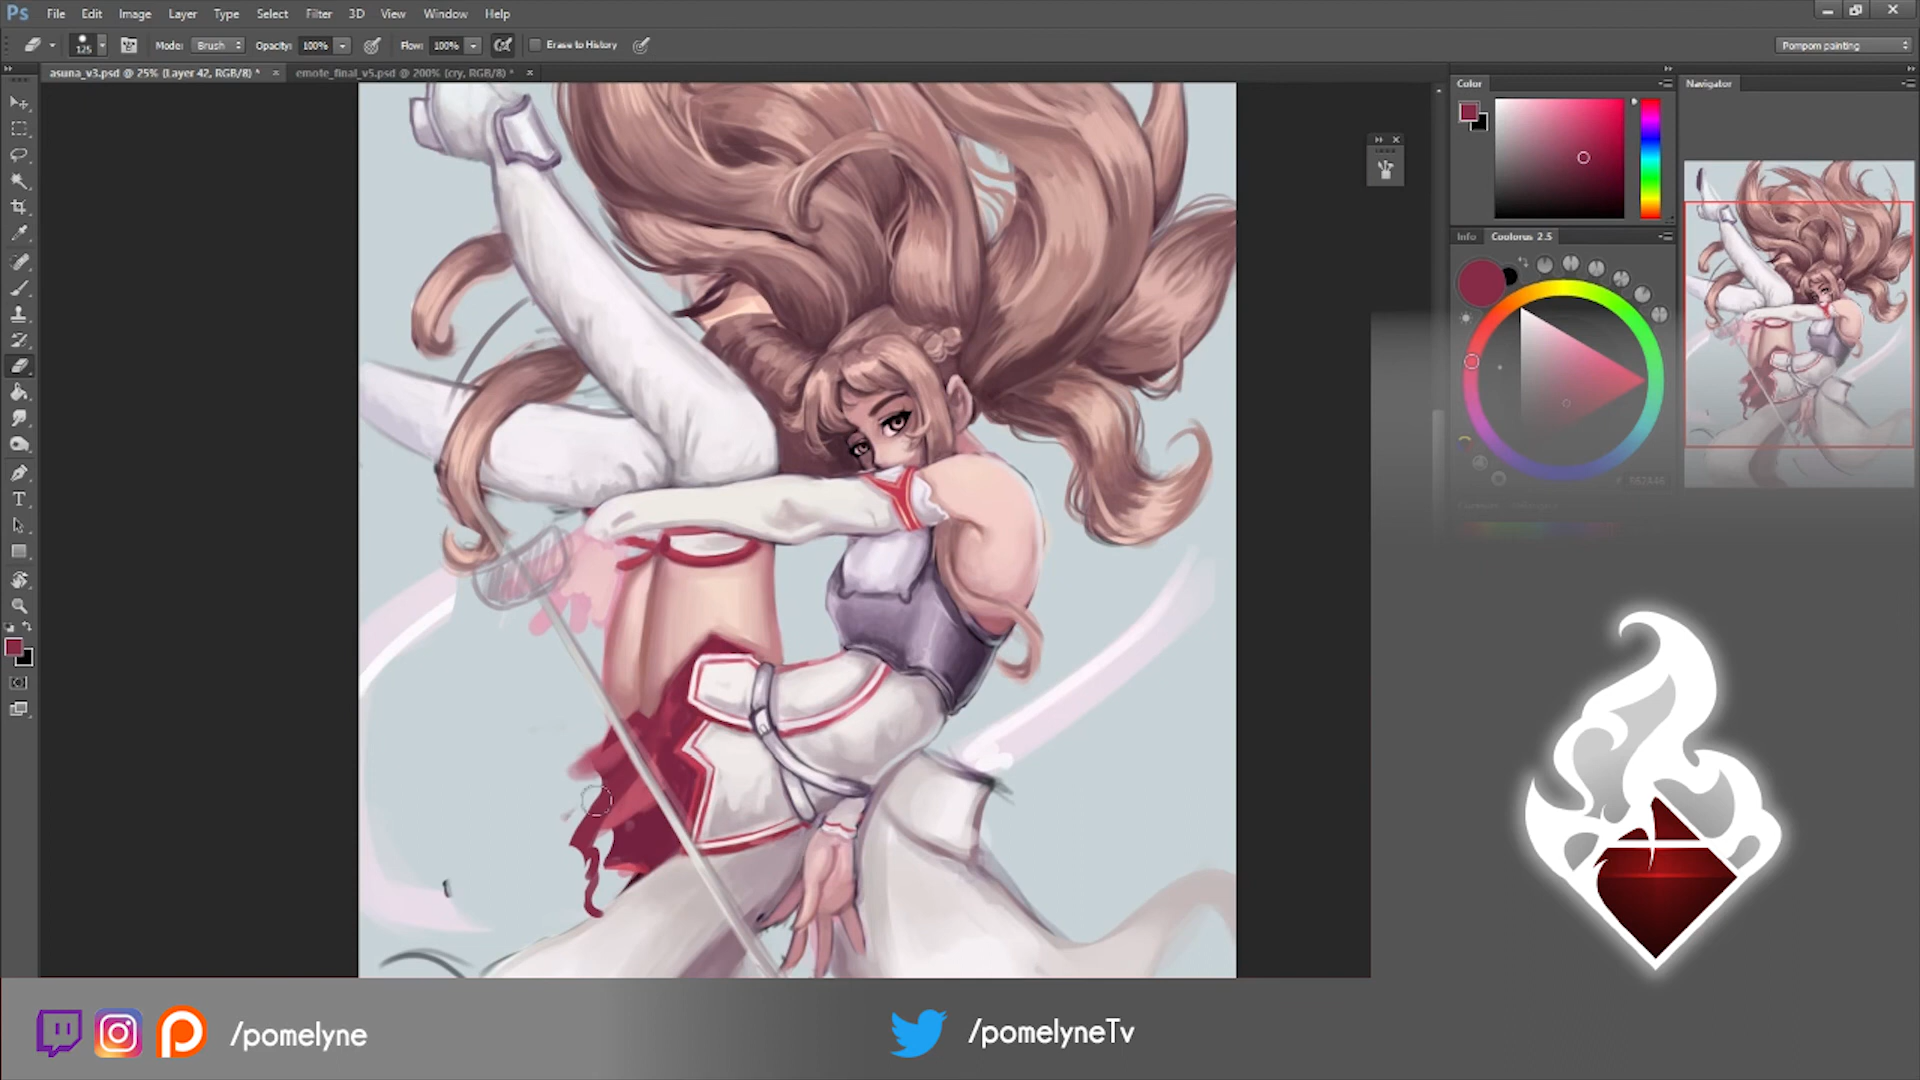 Ps File Edit Image Layer Type Select Filter 3D View Window Help
125 Mode: Brush Opacity: 100% Flow: 100% Erase to History Pompom painting
asuna_v3.psd @ 25% (Layer 42, RGB/8) * × emote_final_v5.psd @ 200% (cry, RGB/8) * ×
Color Navigator
Info Coolorus 2.5
T
/pomelyne /pomelyneTv